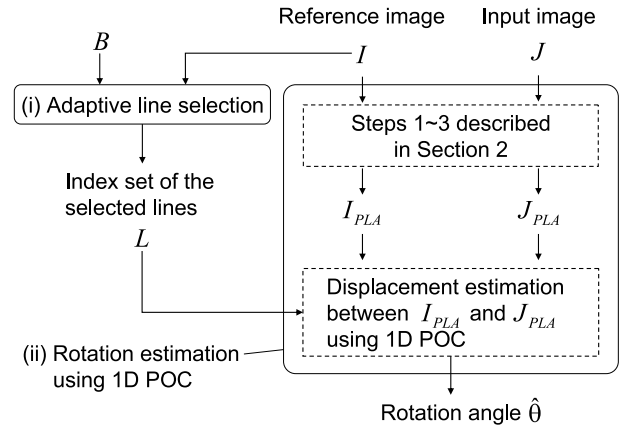 Reference image
Input image
B
I
J
(i) Adaptive line selection
Steps 1~3 described
in Section 2
Index set of the
selected lines
L
I_PLA
J_PLA
Displacement estimation
between I_PLA and J_PLA
using 1D POC
(ii) Rotation estimation
using 1D POC
Rotation angle θ̂